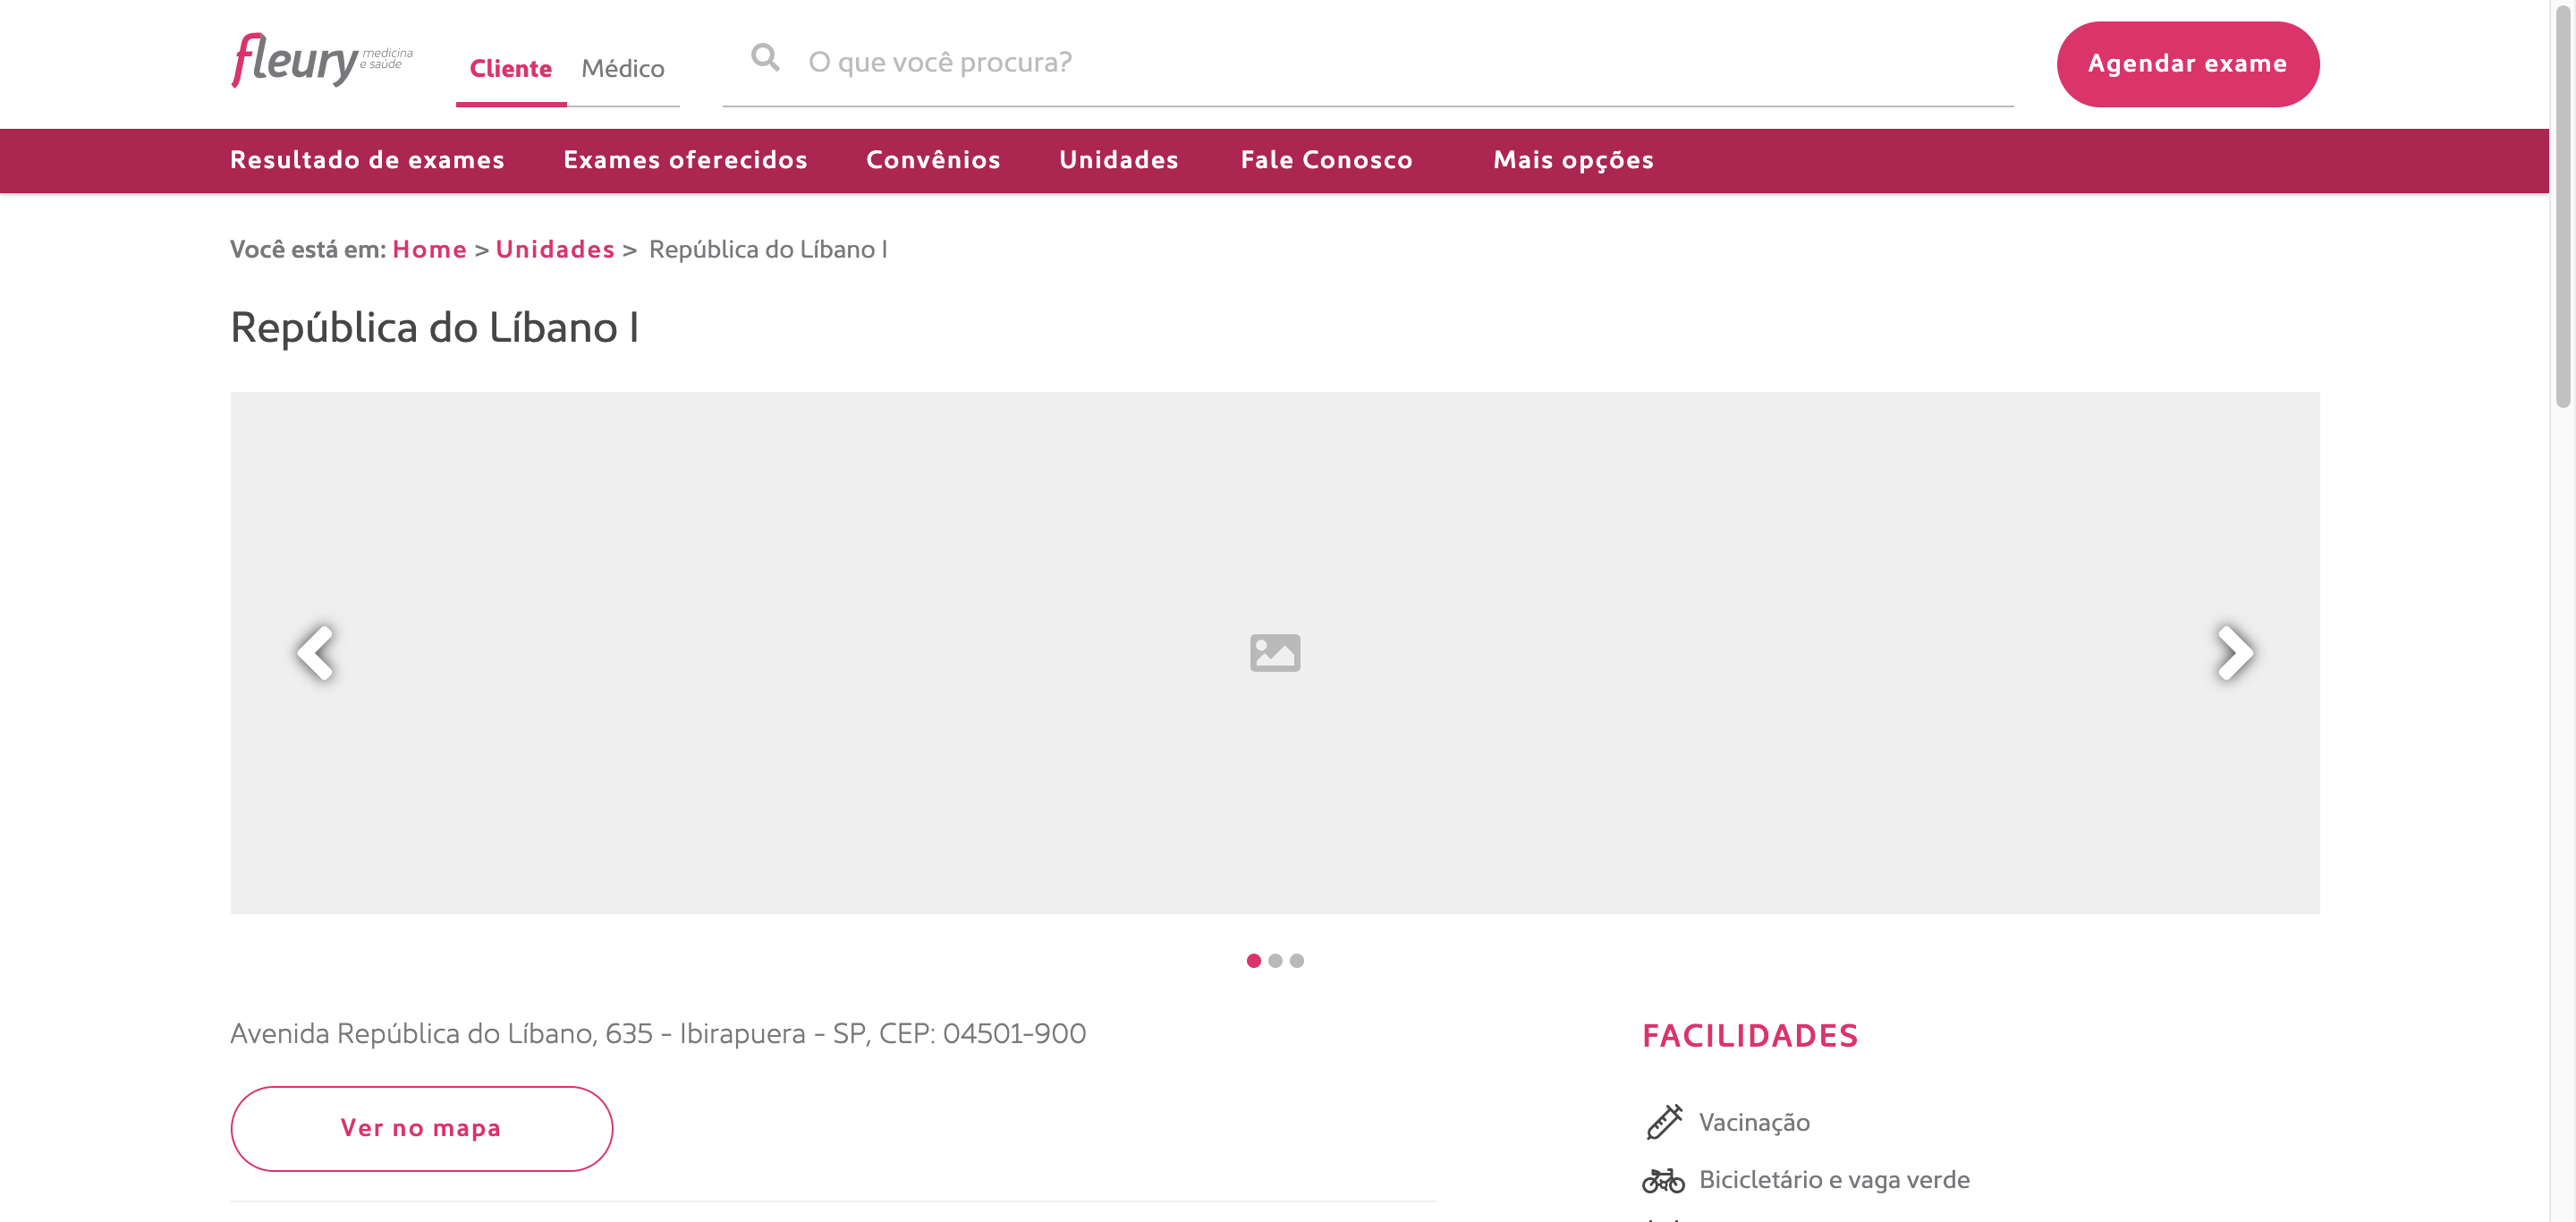 fleury medicina
e saúde
Cliente Médico O que você procura? Agendar exame
Resultado de exames Exames oferecidos Convênios Unidades Fale Conosco Mais opções
Você está em: Home > Unidades > República do Líbano I
República do Líbano I
Avenida República do Líbano, 635 - Ibirapuera - SP, CEP: 04501-900
Ver no mapa
FACILIDADES
Vacinação
Bicicletário e vaga verde